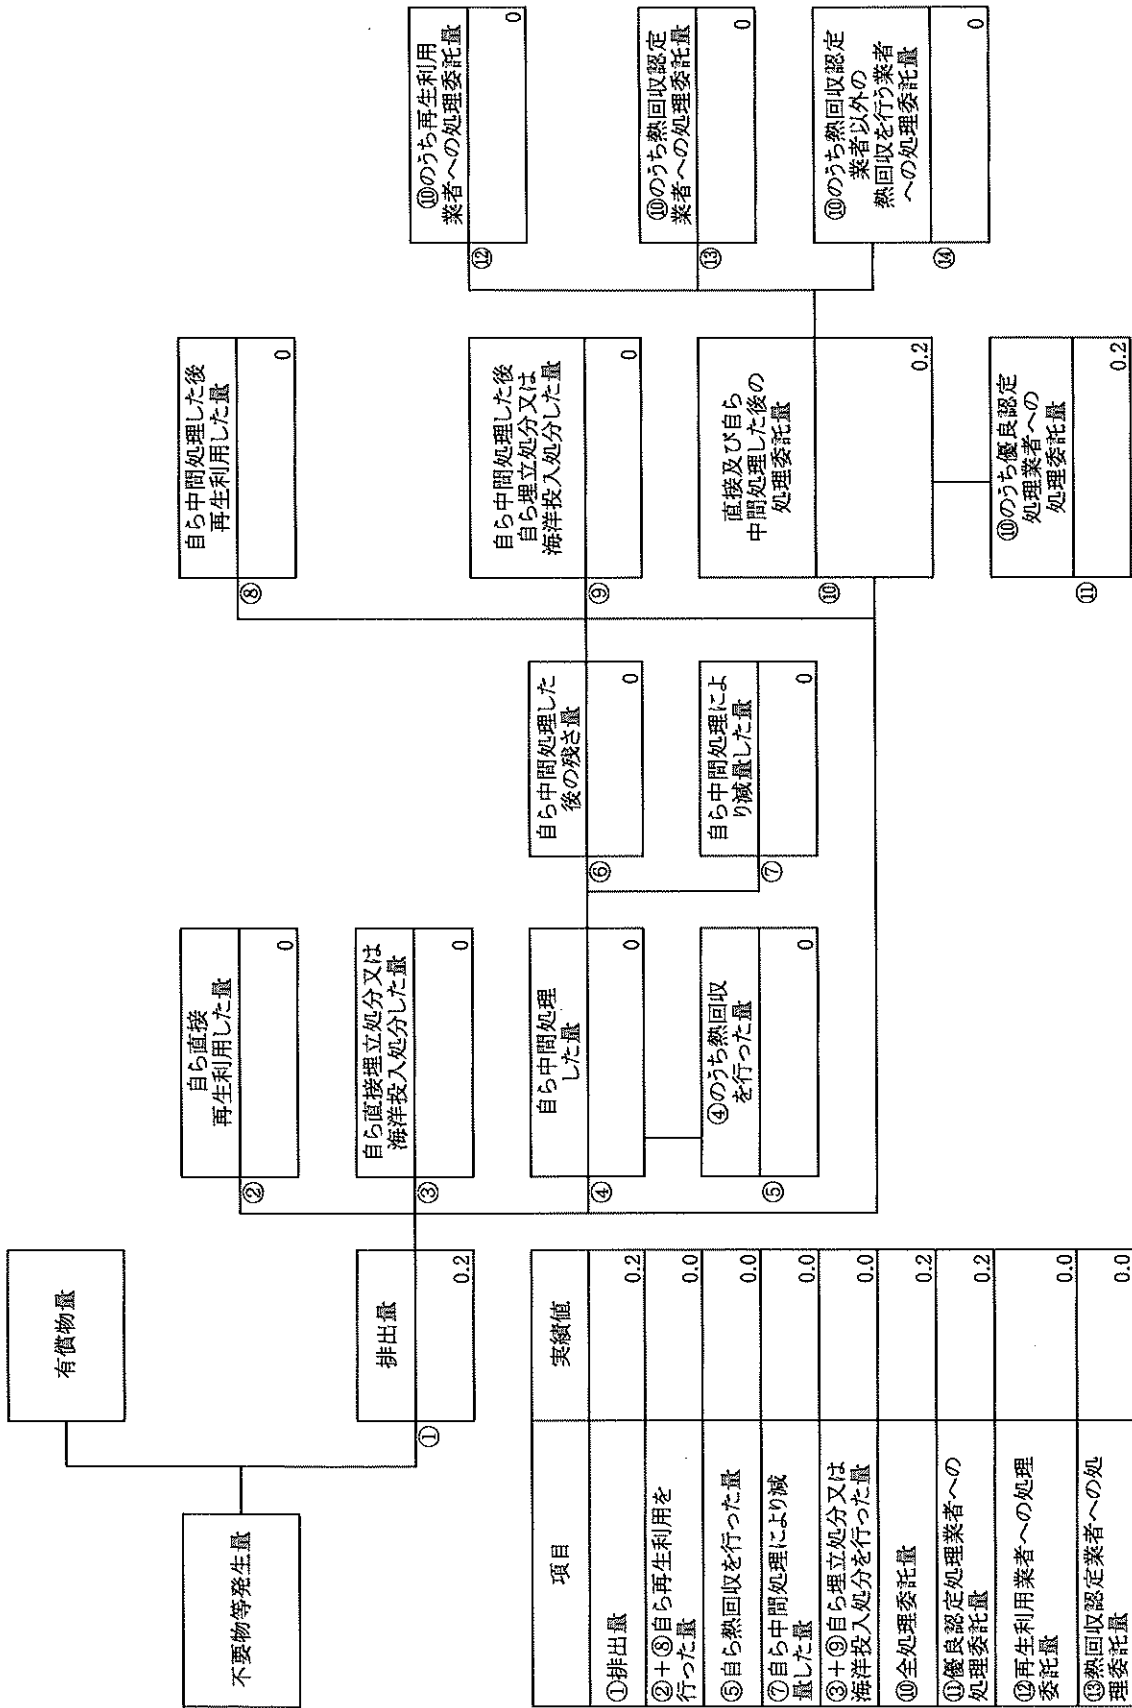 不要物等発生量
有償物量
①
排出量
0.2
②
自ら直接
再生利用した量
0
③
自ら直接埋立処分又は
海洋投入処分した量
0
④
自ら中間処理
した量
0
⑤
④のうち熱回収
を行った量
0
⑥
自ら中間処理した
後の残さ量
0
⑦
自ら中間処理によ
り減量した量
0
⑧
自ら中間処理した後
再生利用した量
0
⑨
自ら中間処理した後
自ら埋立処分又は
海洋投入処分した量
0
⑩
直接及び自ら
中間処理した後の
処理委託量
0.2
⑪
⑩のうち優良認定
処理業者への
処理委託量
0.2
⑫
⑩のうち再生利用
業者への処理委託量
0
⑬
⑩のうち熱回収認定
業者への処理委託量
0
⑭
⑩のうち熱回収認定
業者以外の
熱回収を行う業者
への処理委託量
0
項目 実績値
①排出量 0.2
②+⑧自ら再生利用を
行った量 0.0
⑤自ら熱回収を行った量 0.0
⑦自ら中間処理により減
量した量 0.0
③+⑨自ら埋立処分又は
海洋投入処分を行った量 0.0
⑩全処理委託量 0.2
⑪優良認定処理業者への
処理委託量 0.2
⑫再生利用業者への処理
委託量 0.0
⑬熱回収認定業者への処
理委託量 0.0